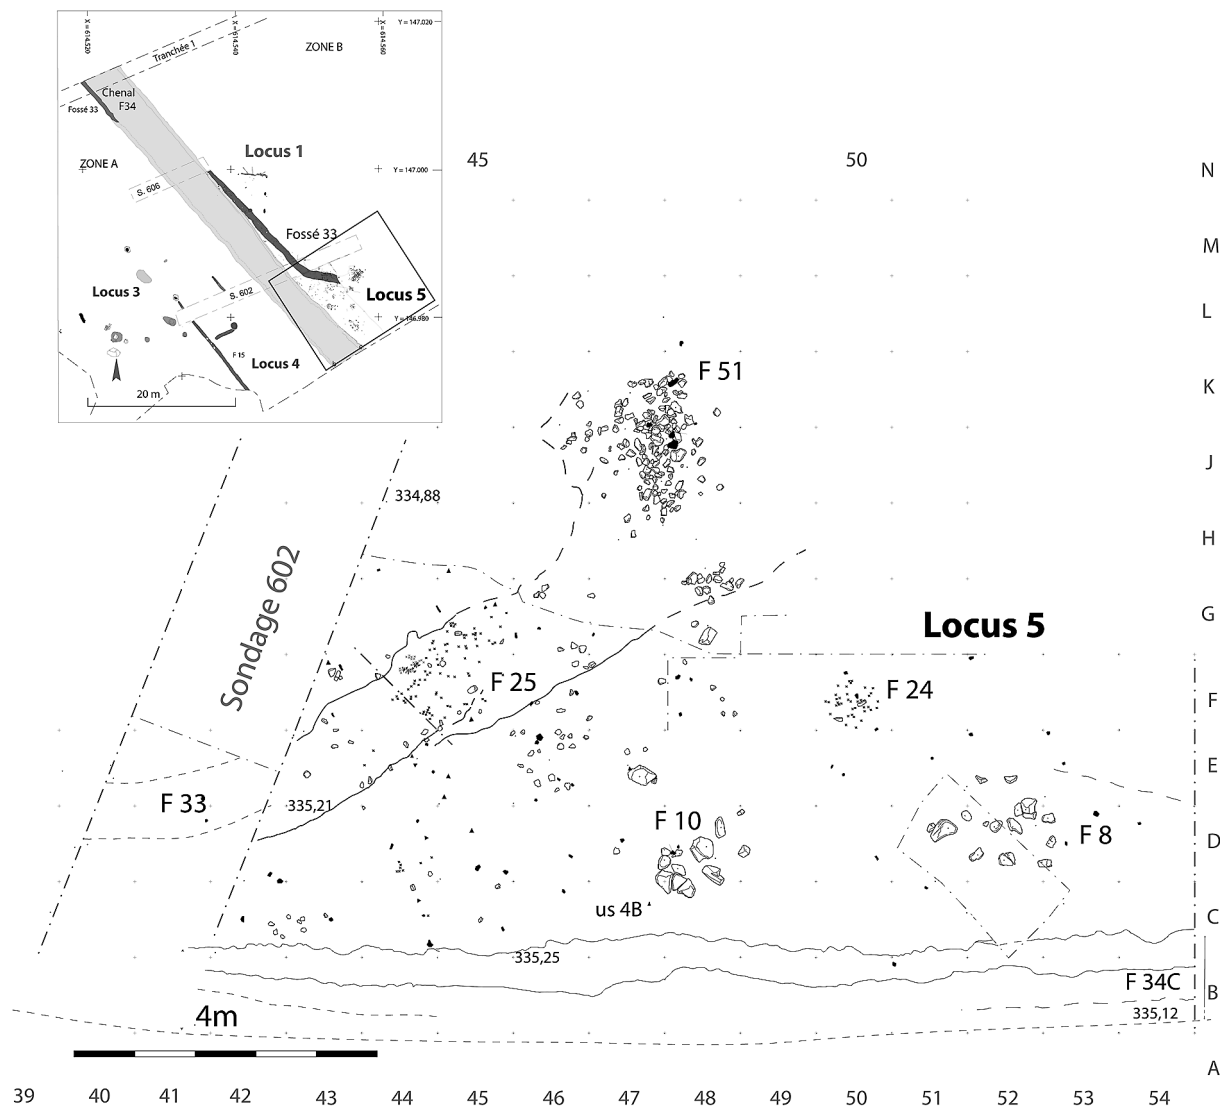 X = 614.520
X = 614.540
X = 614.560
Y = 147.020
Tranchée 1
ZONE B
Chenal
F34
Fossé 33
Locus 1
ZONE A
Y = 147.000
S. 606
Fossé 33
Locus 3
S. 602
Locus 5
Y = 146.980
F 15
Locus 4
20 m
45
50
N
M
L
F 51
K
J
334,88
H
Sondage 602
G
Locus 5
F 25
F 24
F
E
F 33
335,21
F 10
F 8
D
us 4B
C
335,25
F 34C
B
4m
335,12
A
39 40 41 42 43 44 45 46 47 48 49 50 51 52 53 54